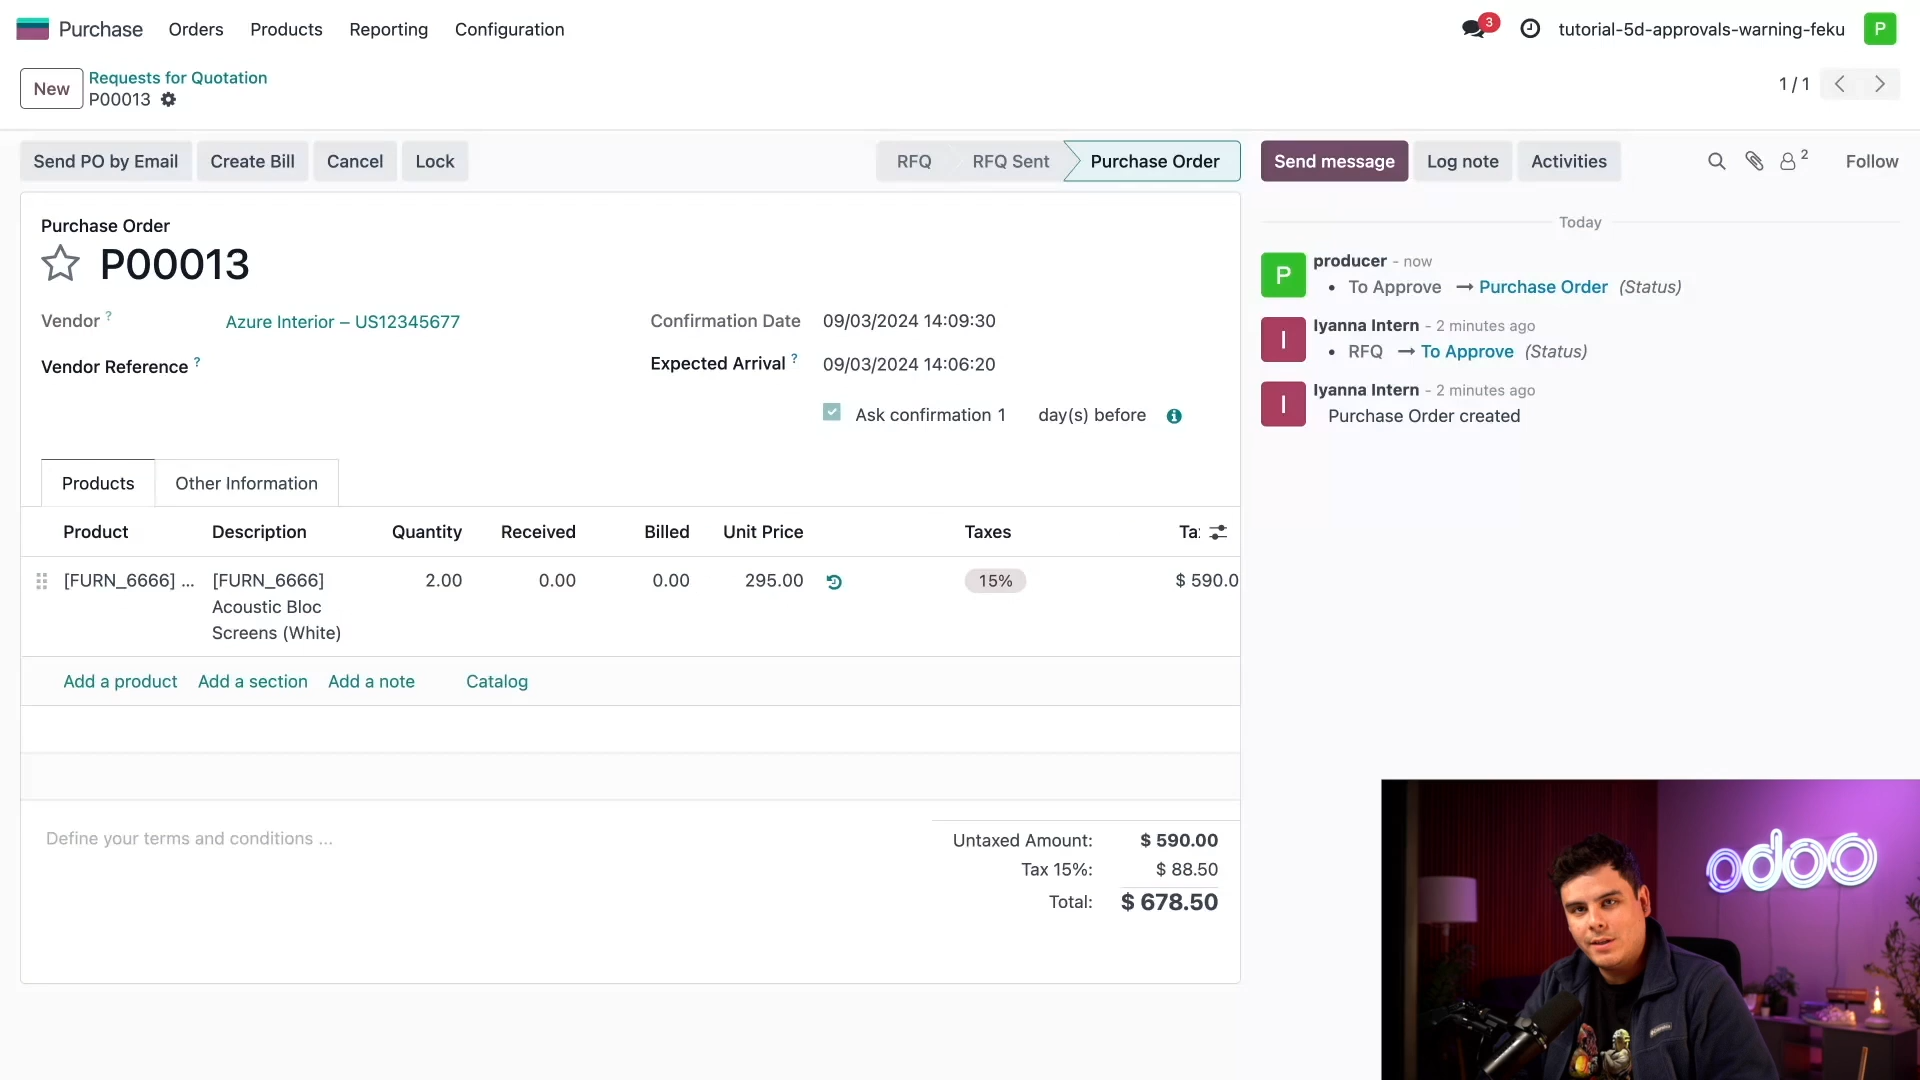 Purchase Orders Products Reporting Configuration 3 tutorial-5d-approvals-warning-feku P
New Requests for Quotation
P00013
1 / 1
Send PO by Email Create Bill Cancel Lock RFQ RFQ Sent Purchase Order Send message Log note Activities 2 Follow
Purchase Order
P00013
Vendor ? Azure Interior – US12345677
Vendor Reference ?
Confirmation Date 09/03/2024 14:09:30
Expected Arrival ? 09/03/2024 14:06:20
Ask confirmation 1 day(s) before
Products Other Information
Product Description Quantity Received Billed Unit Price Taxes Ta
[FURN_6666] ... [FURN_6666] 2.00 0.00 0.00 295.00 15% $ 590.0
Acoustic Bloc
Screens (White)
Add a product Add a section Add a note Catalog
Define your terms and conditions ...
Untaxed Amount: $ 590.00
Tax 15%: $ 88.50
Total: $ 678.50
Today
P producer - now
• To Approve → Purchase Order (Status)
I Iyanna Intern - 2 minutes ago
• RFQ → To Approve (Status)
I Iyanna Intern - 2 minutes ago
Purchase Order created
odoo